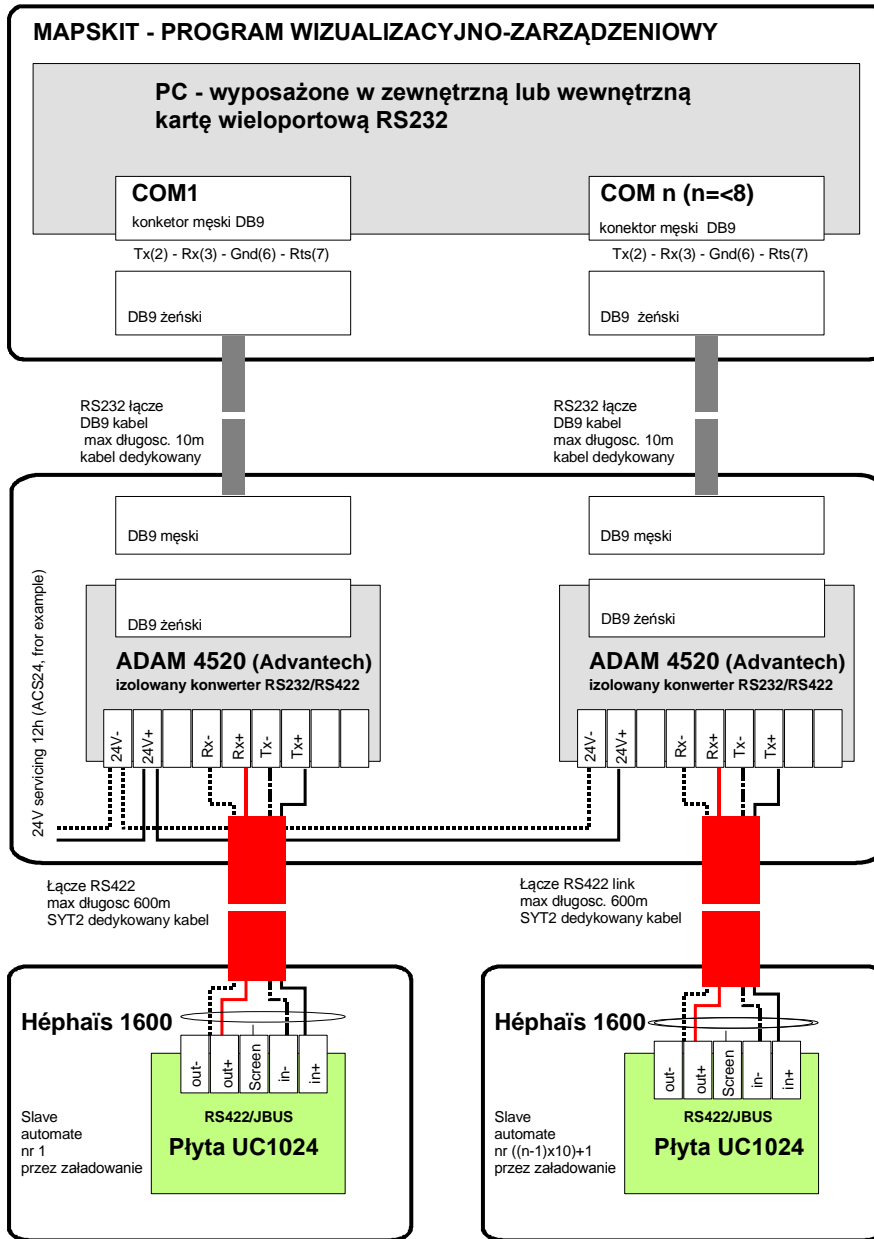 MAPSKIT - PROGRAM WIZUALIZACYJNO-ZARZĄDZENIOWY
PC - wyposażone w zewnętrzną lub wewnętrzną
kartę wieloportową RS232
COM1
konketor męski DB9
COM n (n=<8)
konektor męski DB9
Tx(2) - Rx(3) - Gnd(6) - Rts(7)
Tx(2) - Rx(3) - Gnd(6) - Rts(7)
DB9 żeński
DB9 żeński
RS232 łącze
DB9 kabel
max długosc. 10m
kabel dedykowany
RS232 łącze
DB9 kabel
max długosc. 10m
kabel dedykowany
DB9 męski
DB9 męski
24V servicing 12h (ACS24, fror example)
DB9 żeński
ADAM 4520 (Advantech)
izolowany konwerter RS232/RS422
24V-
24V+
Rx-
Rx+
Tx-
Tx+
DB9 żeński
ADAM 4520 (Advantech)
izolowany konwerter RS232/RS422
24V-
24V+
Rx-
Rx+
Tx-
Tx+
Łącze RS422
max długosc 600m
SYT2 dedykowany kabel
Łącze RS422 link
max długosc. 600m
SYT2 dedykowany kabel
Héphaïs 1600
out-
out+
Screen
in-
in+
RS422/JBUS
Płyta UC1024
Slave
automate
nr 1
przez załadowanie
Héphaïs 1600
out-
out+
Screen
in-
in+
RS422/JBUS
Płyta UC1024
Slave
automate
nr ((n-1)x10)+1
przez załadowanie